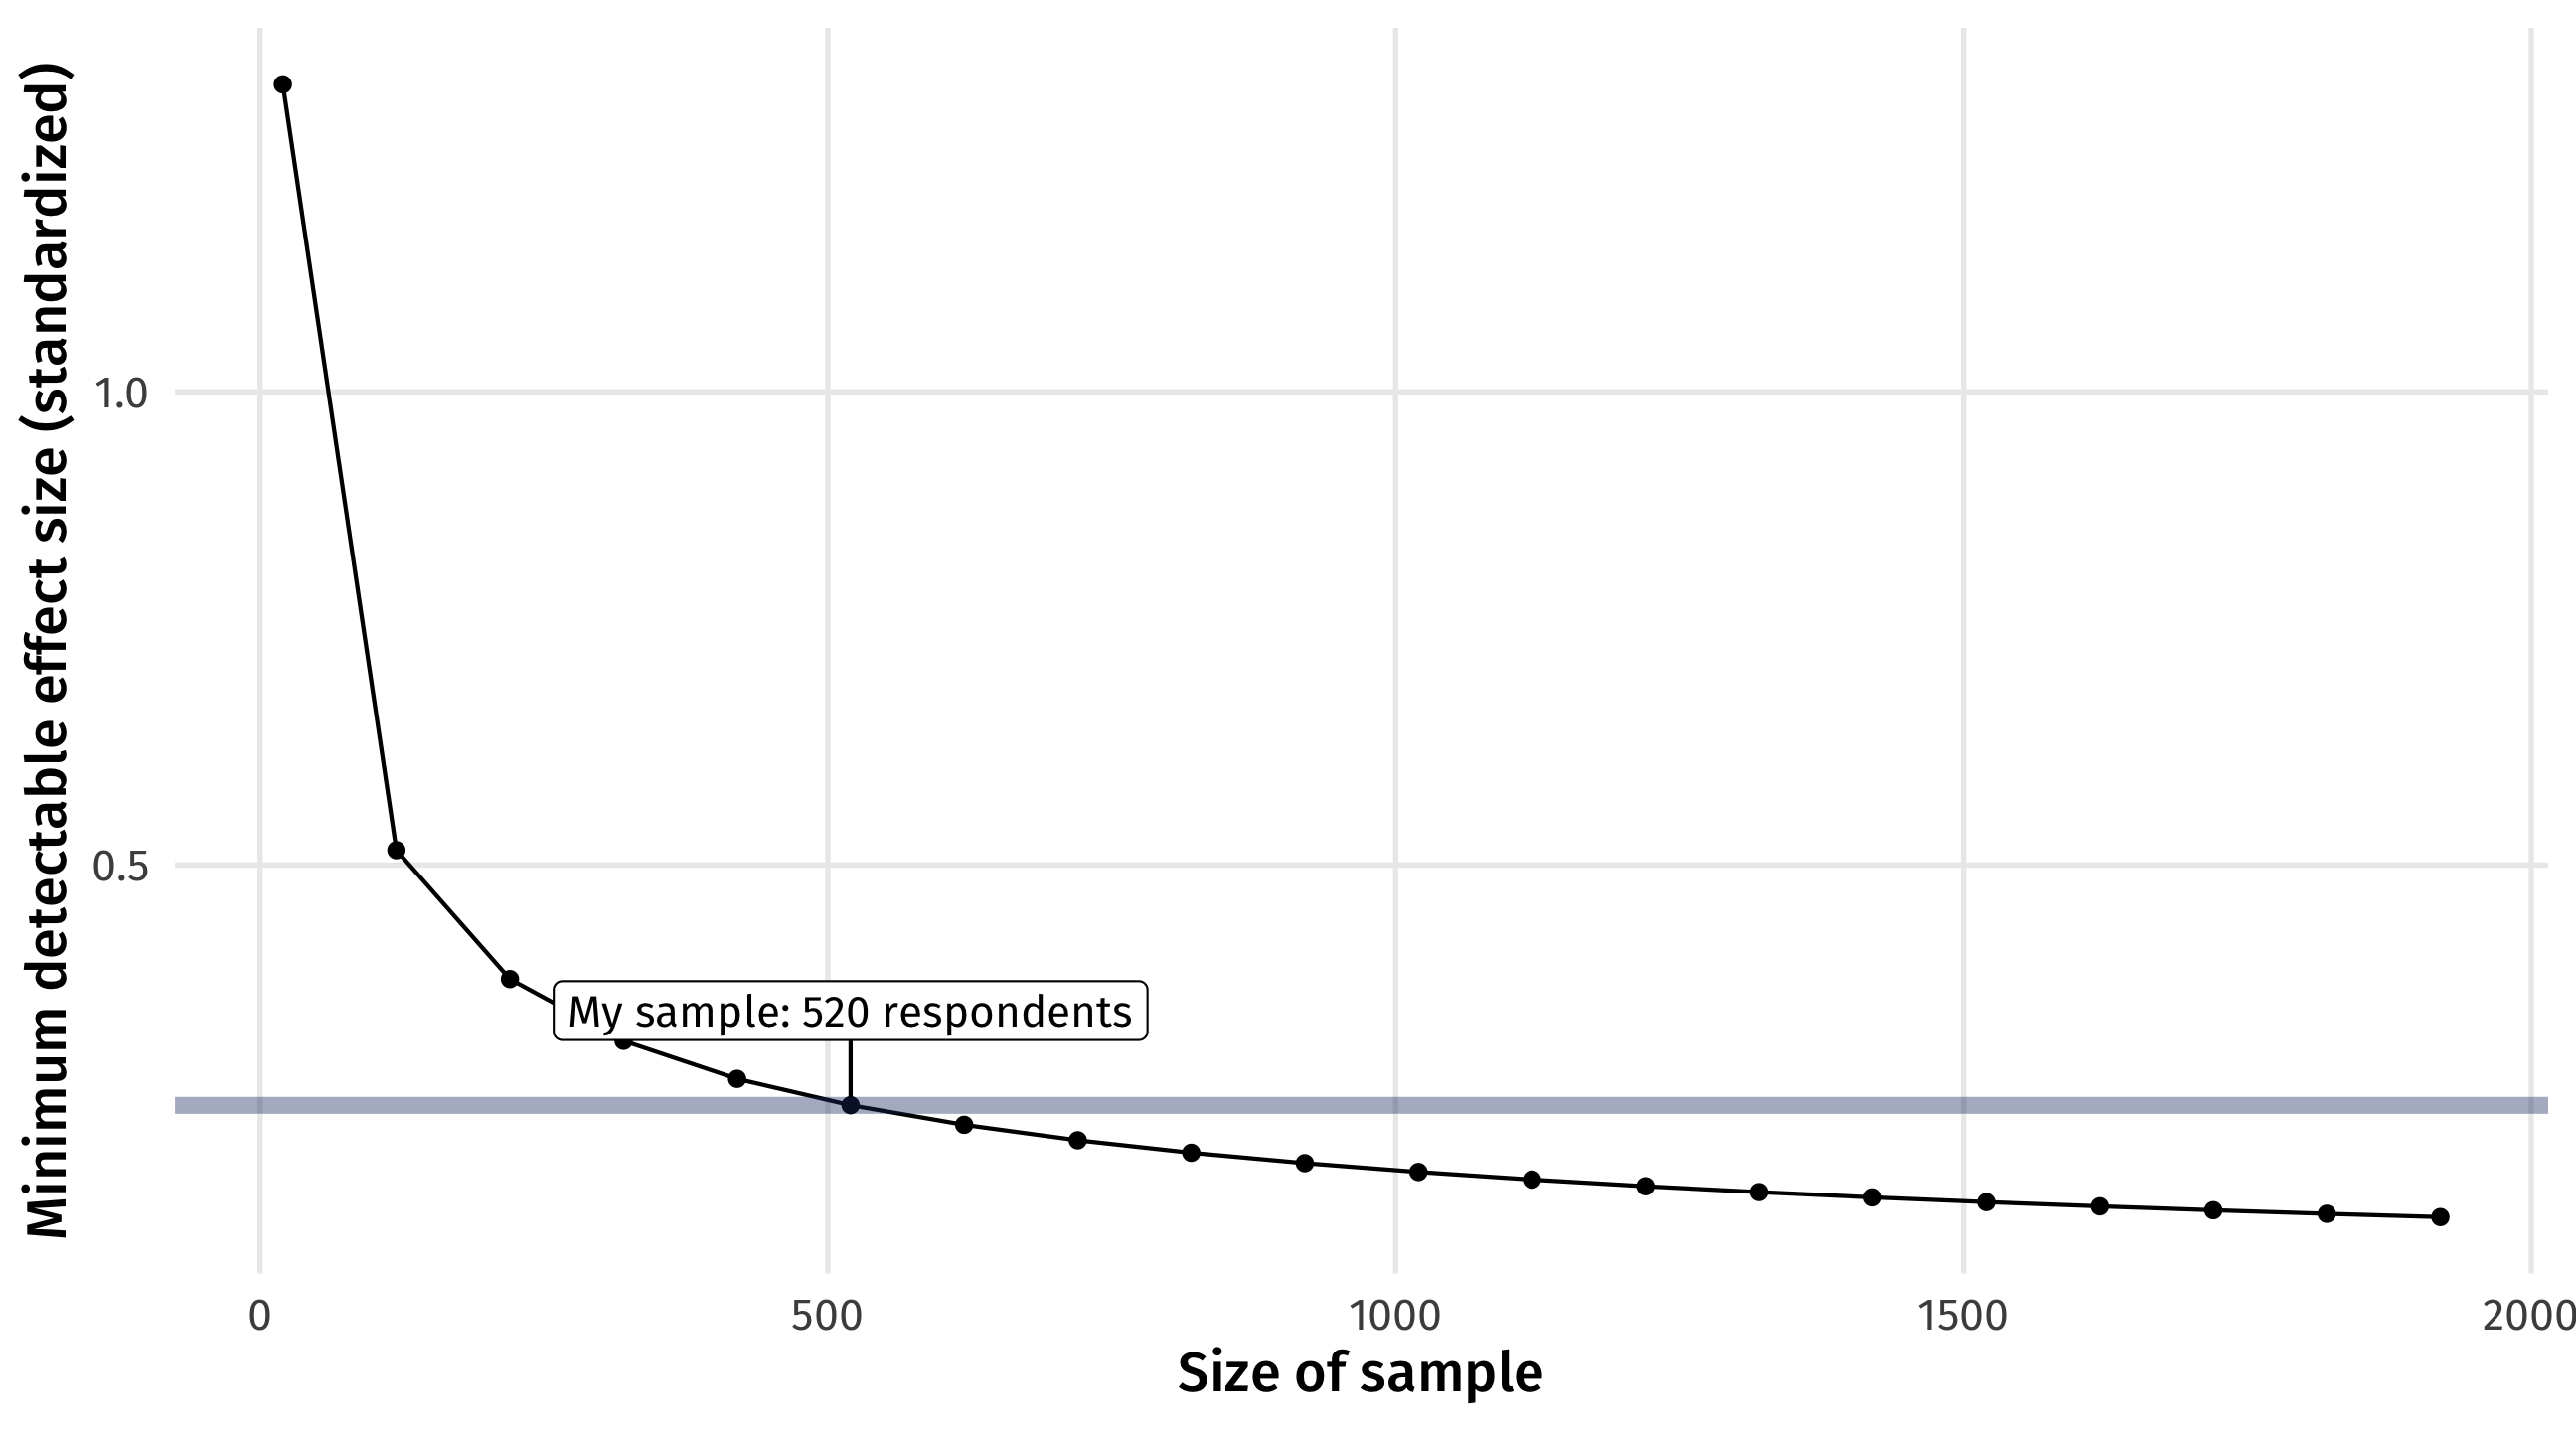 Minimum detectable effect size (standardized)
1.0
0.5
My sample: 520 respondents
0
500
1000
1500
2000
Size of sample